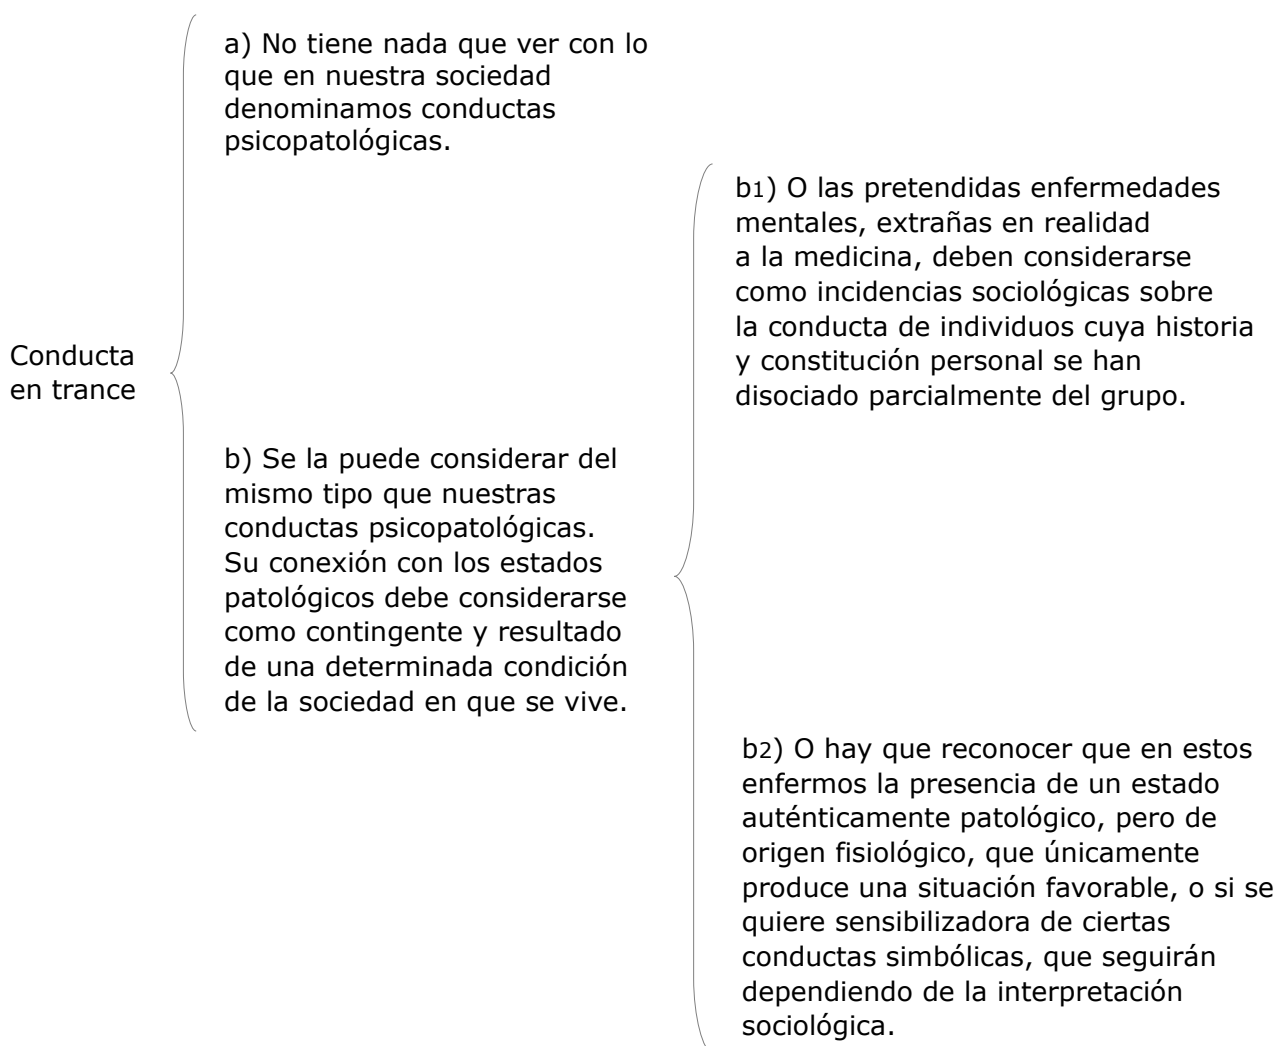 Conducta
en trance
a) No tiene nada que ver con lo
que en nuestra sociedad
denominamos conductas
psicopatológicas.
b) Se la puede considerar del
mismo tipo que nuestras
conductas psicopatológicas.
Su conexión con los estados
patológicos debe considerarse
como contingente y resultado
de una determinada condición
de la sociedad en que se vive.
b1) O las pretendidas enfermedades
mentales, extrañas en realidad
a la medicina, deben considerarse
como incidencias sociológicas sobre
la conducta de individuos cuya historia
y constitución personal se han
disociado parcialmente del grupo.
b2) O hay que reconocer que en estos
enfermos la presencia de un estado
auténticamente patológico, pero de
origen fisiológico, que únicamente
produce una situación favorable, o si se
quiere sensibilizadora de ciertas
conductas simbólicas, que seguirán
dependiendo de la interpretación
sociológica.